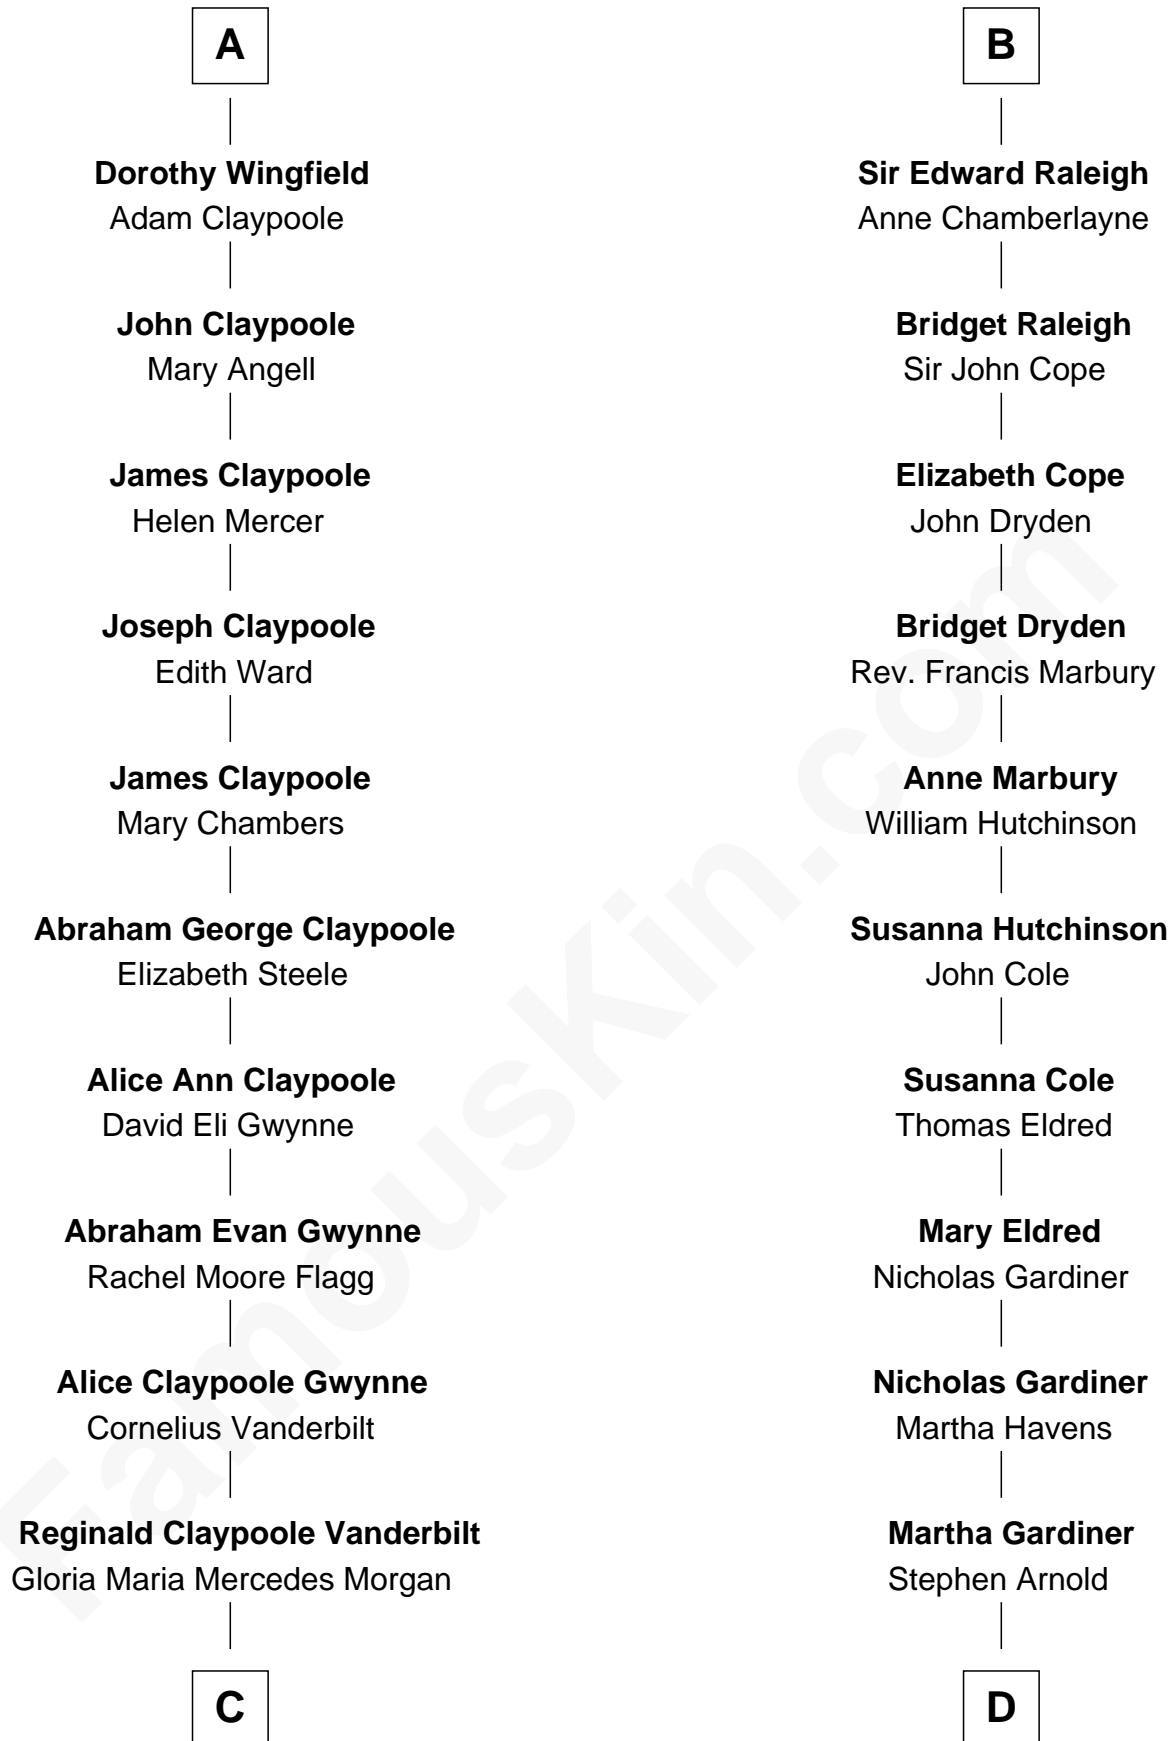 A
Dorothy Wingfield
Adam Claypoole
John Claypoole
Mary Angell
James Claypoole
Helen Mercer
Joseph Claypoole
Edith Ward
James Claypoole
Mary Chambers
Abraham George Claypoole
Elizabeth Steele
Alice Ann Claypoole
David Eli Gwynne
Abraham Evan Gwynne
Rachel Moore Flagg
Alice Claypoole Gwynne
Cornelius Vanderbilt
Reginald Claypoole Vanderbilt
Gloria Maria Mercedes Morgan
C
B
Sir Edward Raleigh
Anne Chamberlayne
Bridget Raleigh
Sir John Cope
Elizabeth Cope
John Dryden
Bridget Dryden
Rev. Francis Marbury
Anne Marbury
William Hutchinson
Susanna Hutchinson
John Cole
Susanna Cole
Thomas Eldred
Mary Eldred
Nicholas Gardiner
Nicholas Gardiner
Martha Havens
Martha Gardiner
Stephen Arnold
D
FamousKin.com